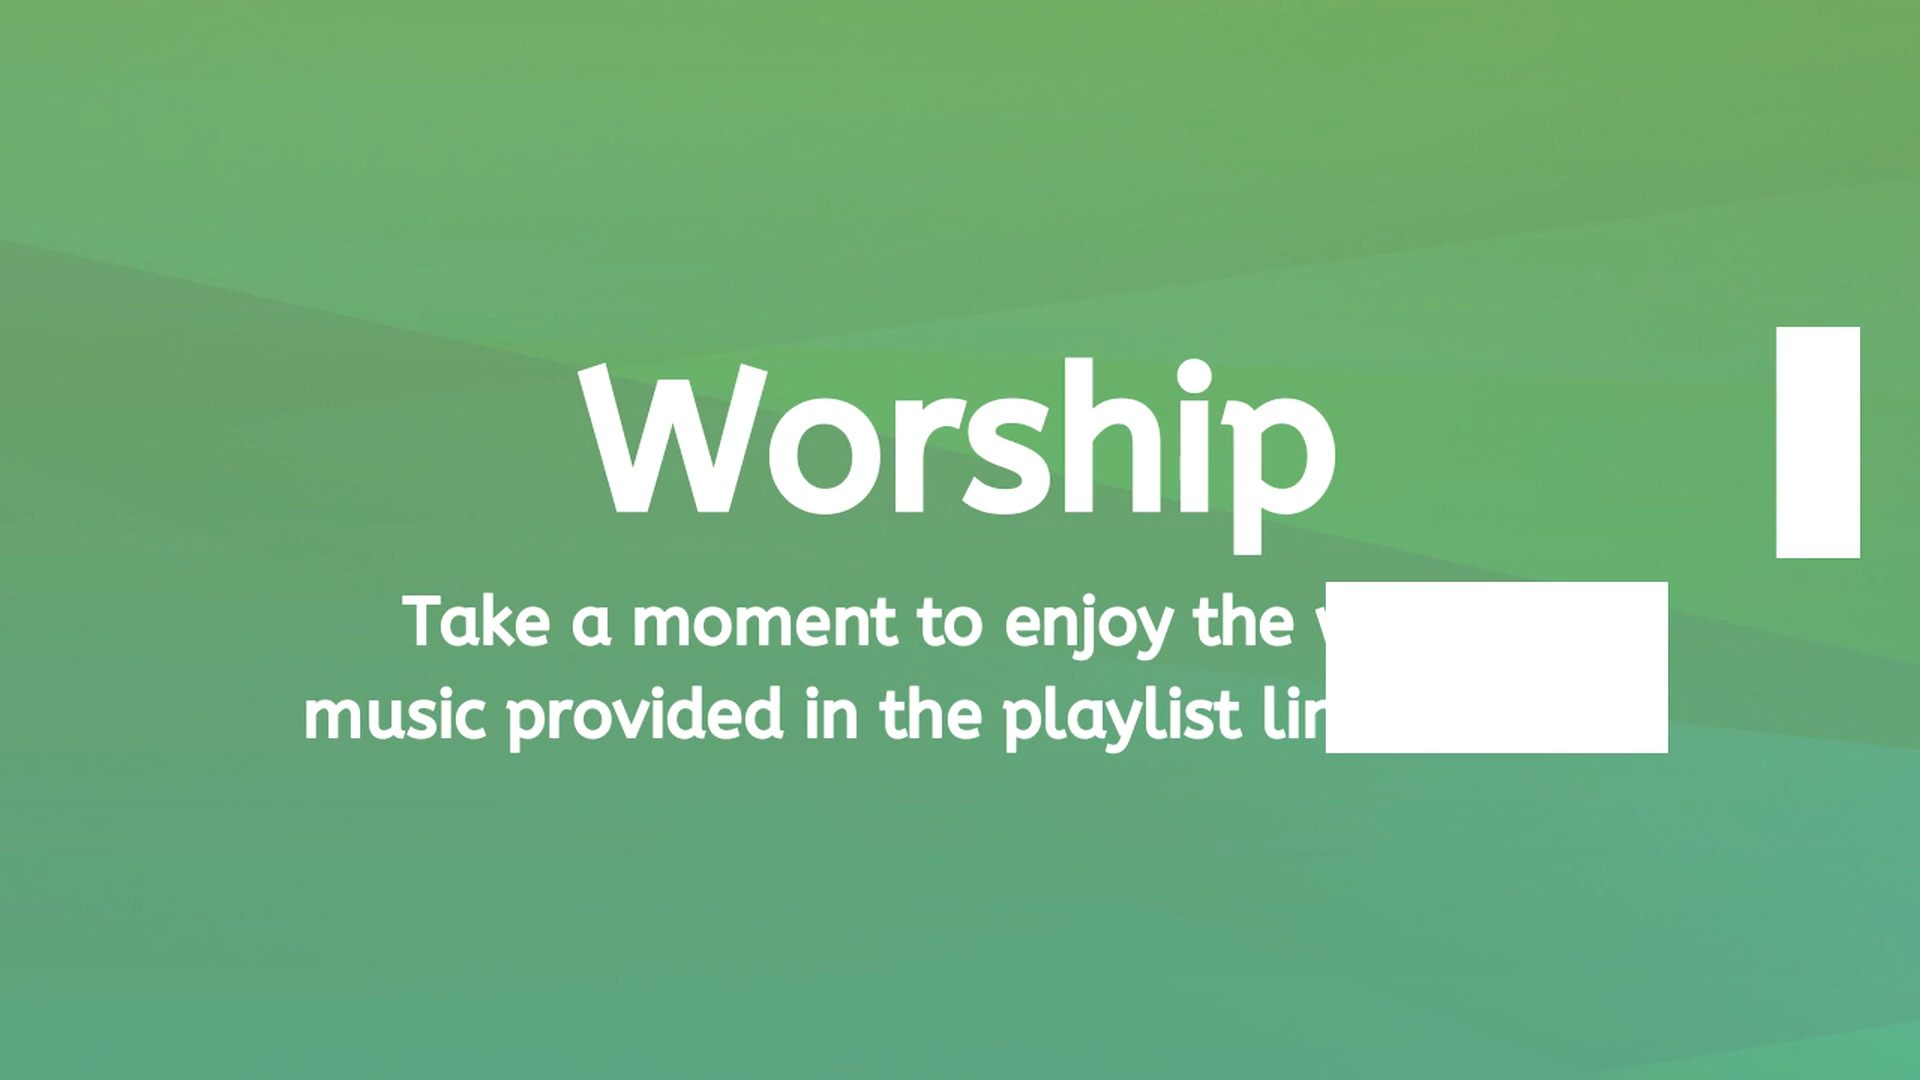 Worship
Take a moment to enjoy the
music provided in the playlist